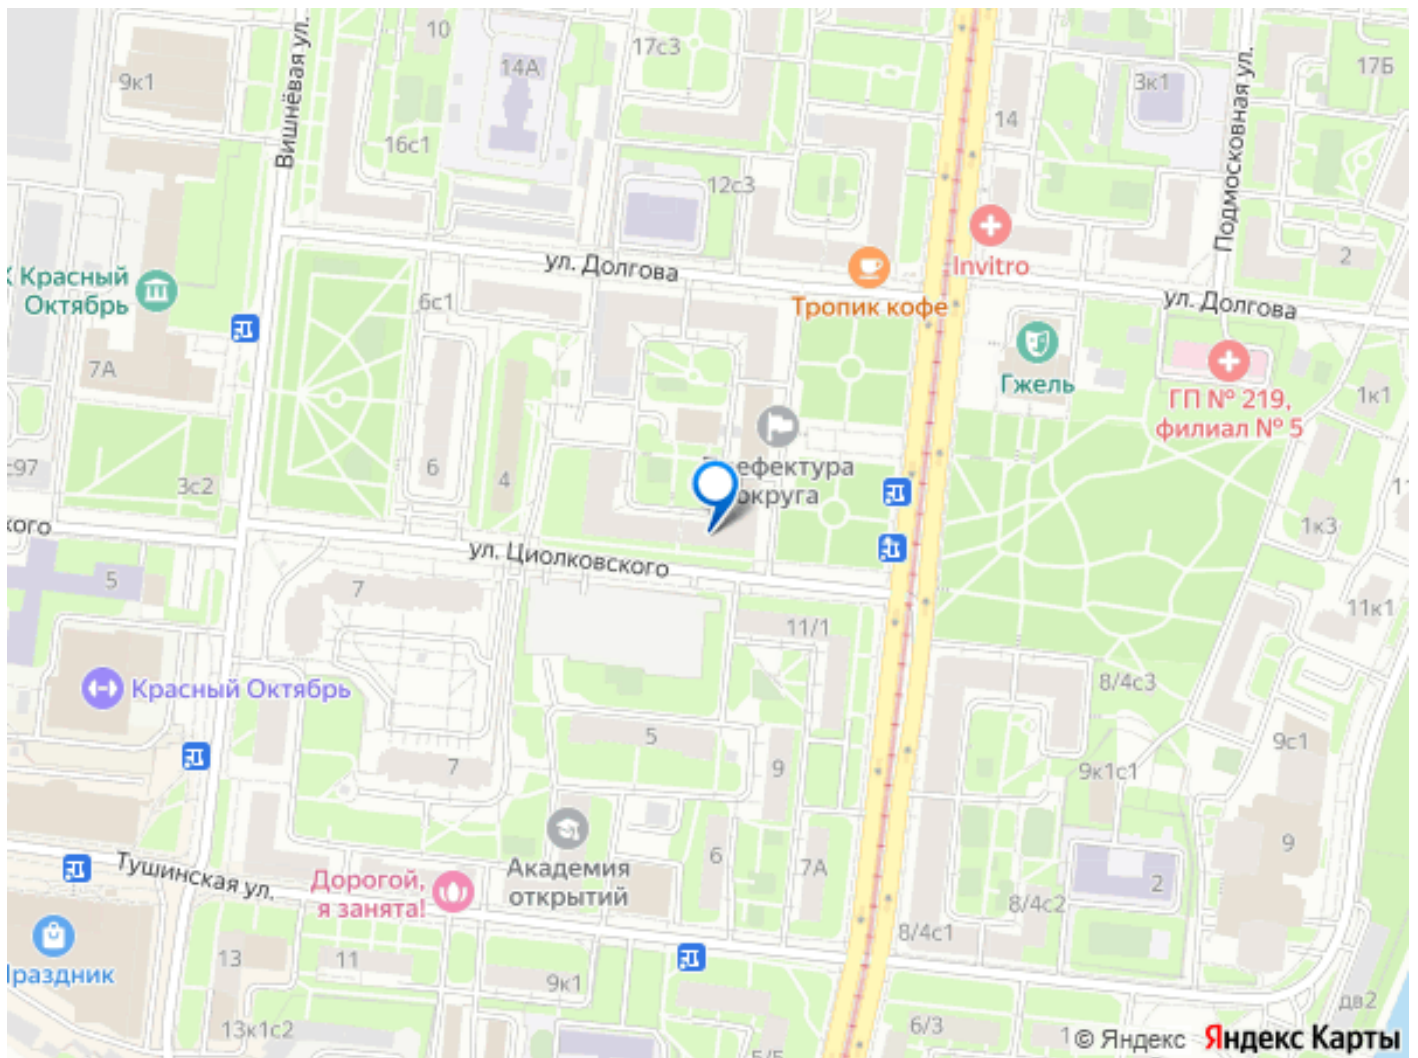 Вишнёвая ул.
10
17с3
14А
9к1
16с1
12с3
14
3к1
17Б
Подмосковная ул.
2
Invitro
ул. Долгова
Тропик кофе
ул. Долгова
Красный
Октябрь
6с1
7А
Гжель
ГП № 219,
филиал № 5
1к1
с97
3с2
6
4
округа
1к3
кого
ул. Циолковского
5
7
11/1
11к1
Красный Октябрь
8/4с3
5
7
9
9к1с1
9с1
9
Тушинская ул.
Дорогой,
я занята!
Академия
открытий
6
7А
2
8/4с2
8/4с1
13
11
9к1
13к1с2
6/3
дв2
© Яндекс
Яндекс Карты